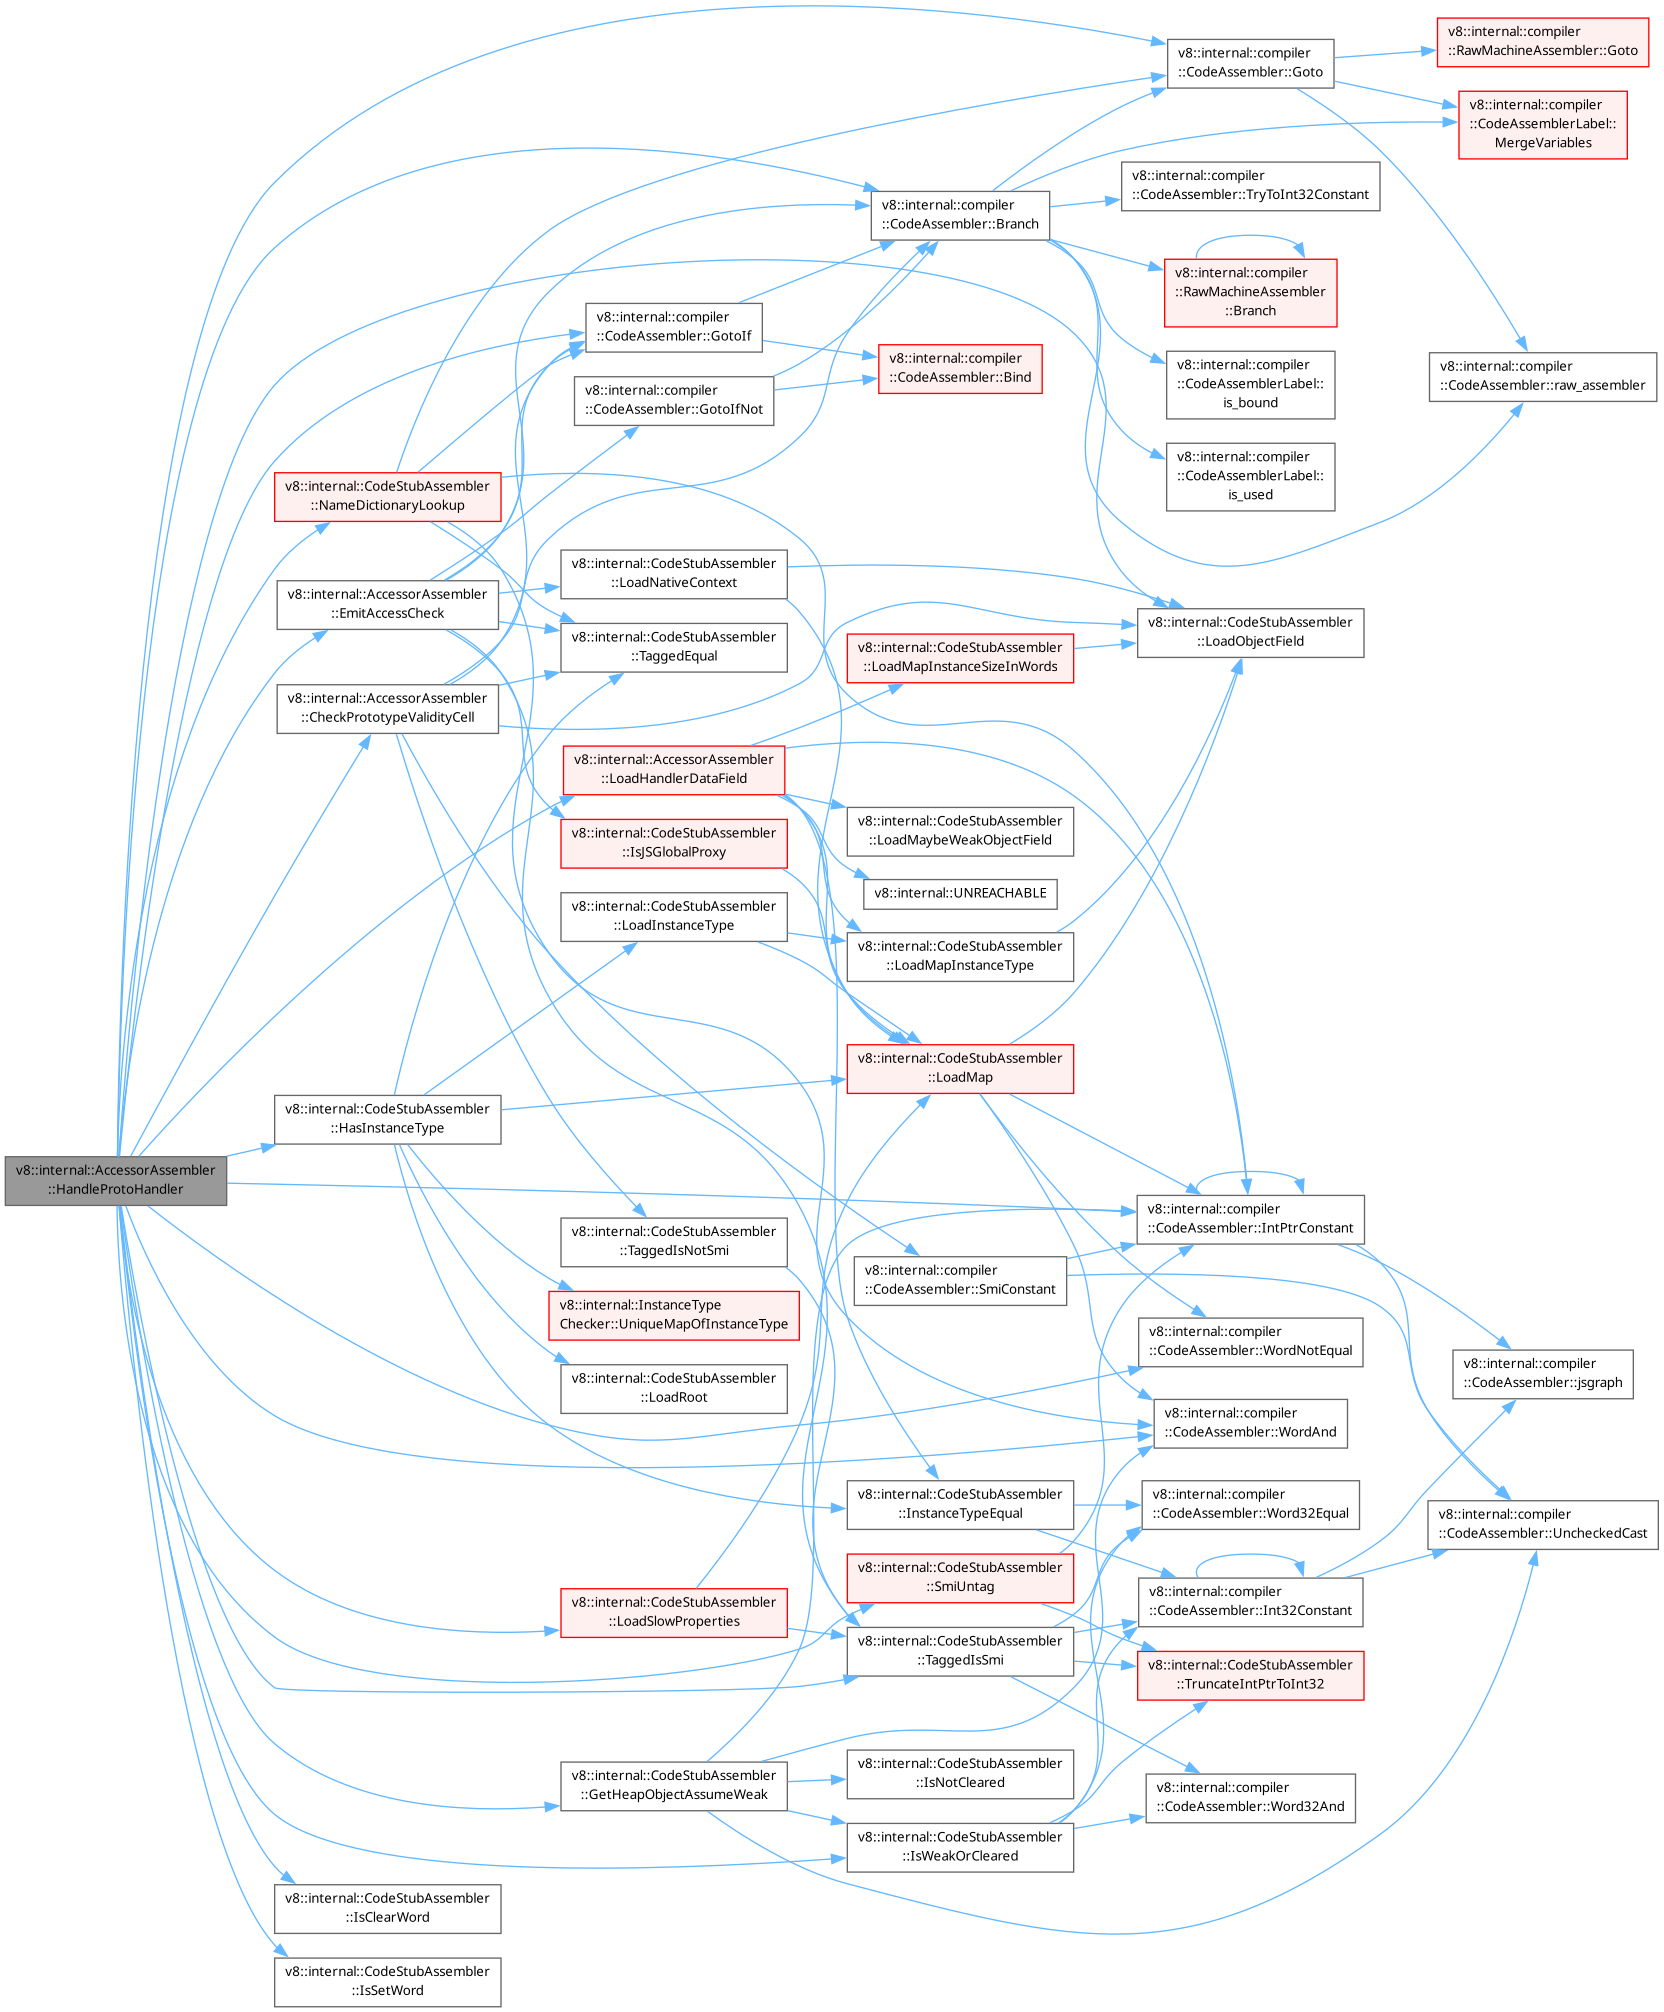 v8::internal::compiler
::RawMachineAssembler::Goto
v8::internal::compiler
::CodeAssembler::Goto
v8::internal::compiler
::CodeAssemblerLabel::
MergeVariables
v8::internal::compiler
::CodeAssembler::TryToInt32Constant
v8::internal::compiler
::CodeAssembler::Branch
v8::internal::compiler
::RawMachineAssembler
::Branch
v8::internal::compiler
::CodeAssembler::GotoIf
v8::internal::compiler
::CodeAssembler::Bind
v8::internal::compiler
::CodeAssemblerLabel::
is_bound
v8::internal::compiler
::CodeAssembler::raw_assembler
v8::internal::compiler
::CodeAssembler::GotoIfNot
v8::internal::compiler
::CodeAssemblerLabel::
is_used
v8::internal::CodeStubAssembler
::NameDictionaryLookup
v8::internal::CodeStubAssembler
::LoadNativeContext
v8::internal::AccessorAssembler
::EmitAccessCheck
v8::internal::CodeStubAssembler
::TaggedEqual
v8::internal::CodeStubAssembler
::LoadObjectField
v8::internal::CodeStubAssembler
::LoadMapInstanceSizeInWords
v8::internal::AccessorAssembler
::CheckPrototypeValidityCell
v8::internal::AccessorAssembler
::LoadHandlerDataField
v8::internal::CodeStubAssembler
::LoadMaybeWeakObjectField
v8::internal::CodeStubAssembler
::IsJSGlobalProxy
v8::internal::UNREACHABLE
v8::internal::CodeStubAssembler
::LoadInstanceType
v8::internal::CodeStubAssembler
::LoadMapInstanceType
v8::internal::CodeStubAssembler
::LoadMap
v8::internal::CodeStubAssembler
::HasInstanceType
v8::internal::AccessorAssembler
::HandleProtoHandler
v8::internal::compiler
::CodeAssembler::IntPtrConstant
v8::internal::CodeStubAssembler
::TaggedIsNotSmi
v8::internal::compiler
::CodeAssembler::SmiConstant
v8::internal::InstanceType
Checker::UniqueMapOfInstanceType
v8::internal::compiler
::CodeAssembler::WordNotEqual
v8::internal::compiler
::CodeAssembler::jsgraph
v8::internal::CodeStubAssembler
::LoadRoot
v8::internal::compiler
::CodeAssembler::WordAnd
v8::internal::CodeStubAssembler
::InstanceTypeEqual
v8::internal::compiler
::CodeAssembler::Word32Equal
v8::internal::compiler
::CodeAssembler::UncheckedCast
v8::internal::CodeStubAssembler
::SmiUntag
v8::internal::compiler
::CodeAssembler::Int32Constant
v8::internal::CodeStubAssembler
::LoadSlowProperties
v8::internal::CodeStubAssembler
::TaggedIsSmi
v8::internal::CodeStubAssembler
::TruncateIntPtrToInt32
v8::internal::CodeStubAssembler
::GetHeapObjectAssumeWeak
v8::internal::CodeStubAssembler
::IsNotCleared
v8::internal::compiler
::CodeAssembler::Word32And
v8::internal::CodeStubAssembler
::IsWeakOrCleared
v8::internal::CodeStubAssembler
::IsClearWord
v8::internal::CodeStubAssembler
::IsSetWord